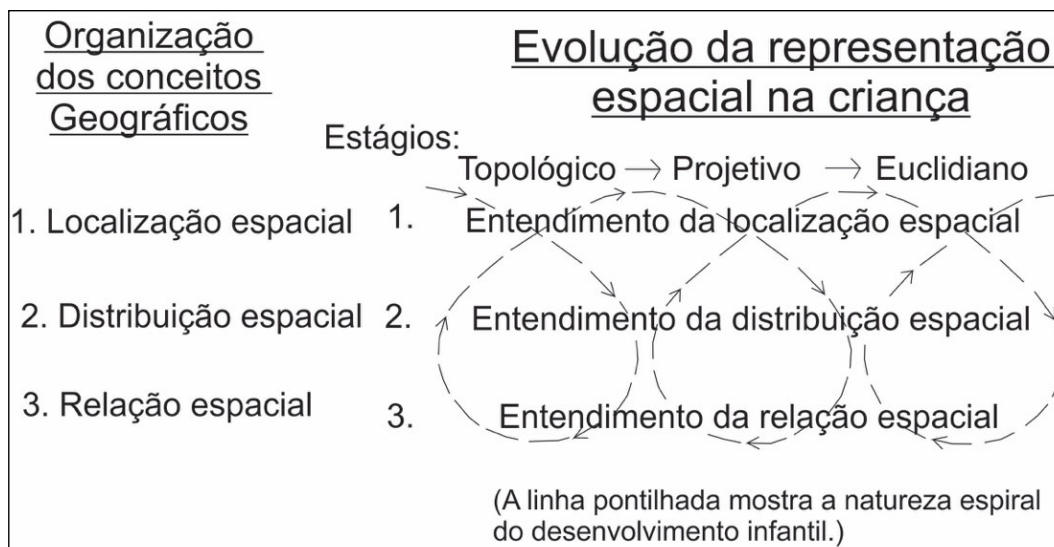 Organização
dos conceitos
Geográficos
Evolução da representação
espacial na criança
Estágios:
Topológico → Projetivo → Euclidiano
1. Localização espacial
1. Entendimento da localização espacial
2. Distribuição espacial
2. Entendimento da distribuição espacial
3. Relação espacial
3. Entendimento da relação espacial
(A linha pontilhada mostra a natureza espiral
do desenvolvimento infantil.)